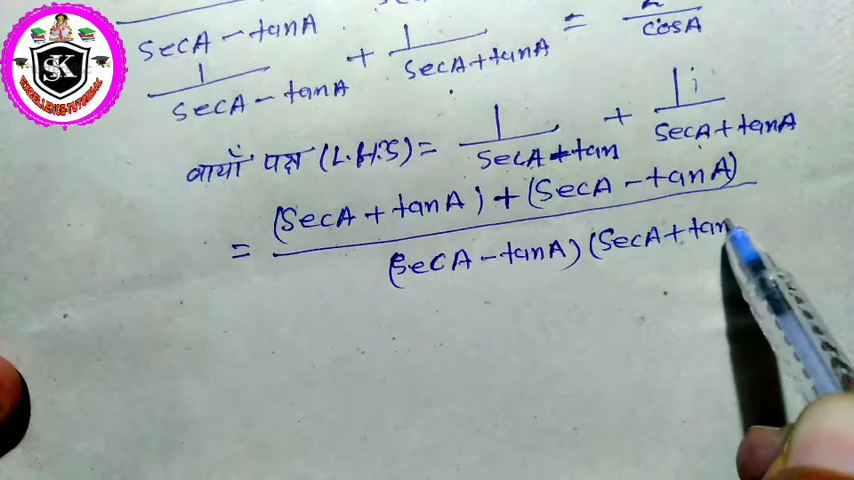 SK
secA-tanA
1/(secA-tanA) + 1/(secA+tanA) = 2/cosA
बायाँ पक्ष (L.H.S) = 1/(secA-tan) + 1/(secA+tanA)
= ((secA+tanA)+(secA-tanA))/((secA-tanA)(secA+tan